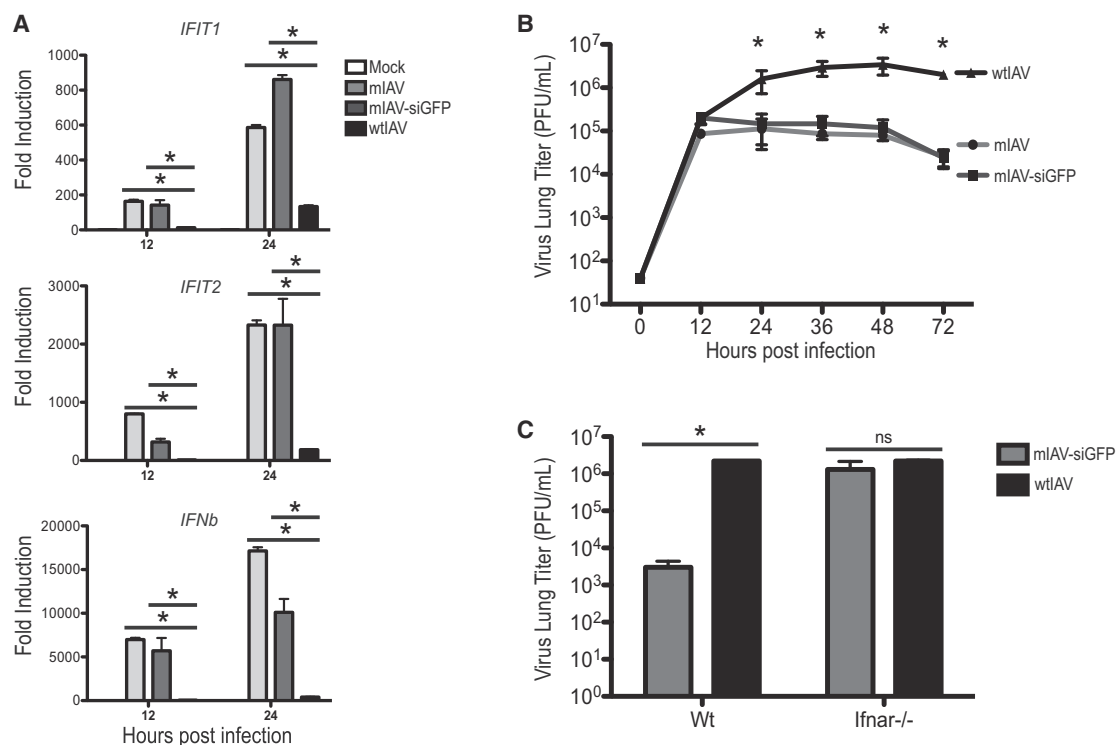 A
IFIT1
*
*
1000
800
600
400
200
0
Fold Induction
*
*
12
24
Mock
mIAV
mIAV-siGFP
wtIAV
IFIT2
*
*
3000
2000
1000
0
Fold Induction
*
*
12
24
IFNb
*
*
20000
15000
10000
5000
0
Fold Induction
*
*
12
24
Hours post infection
B
Virus Lung Titer (PFU/mL)
10^7
10^6
10^5
10^4
10^3
10^2
10^1
* * * *
wtIAV
mIAV
mIAV-siGFP
0 12 24 36 48 72
Hours post infection
C
Virus Lung Titer (PFU/mL)
10^7
10^6
10^5
10^4
10^3
10^2
10^1
10^0
*
ns
mIAV-siGFP
wtIAV
Wt
Ifnar-/-